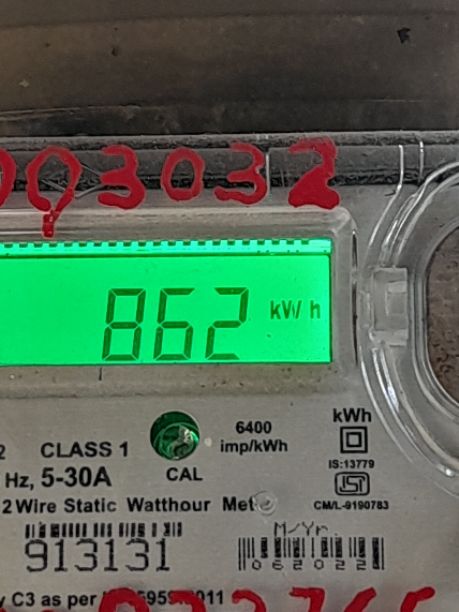 003032
862 kW h
6400
imp/kWh
kWh
CLASS 1
Hz, 5-30A
CAL
IS:13779
CM/L-9190783
2 Wire Static Watthour Met
M/Yr.
913131
062022
C3 as per